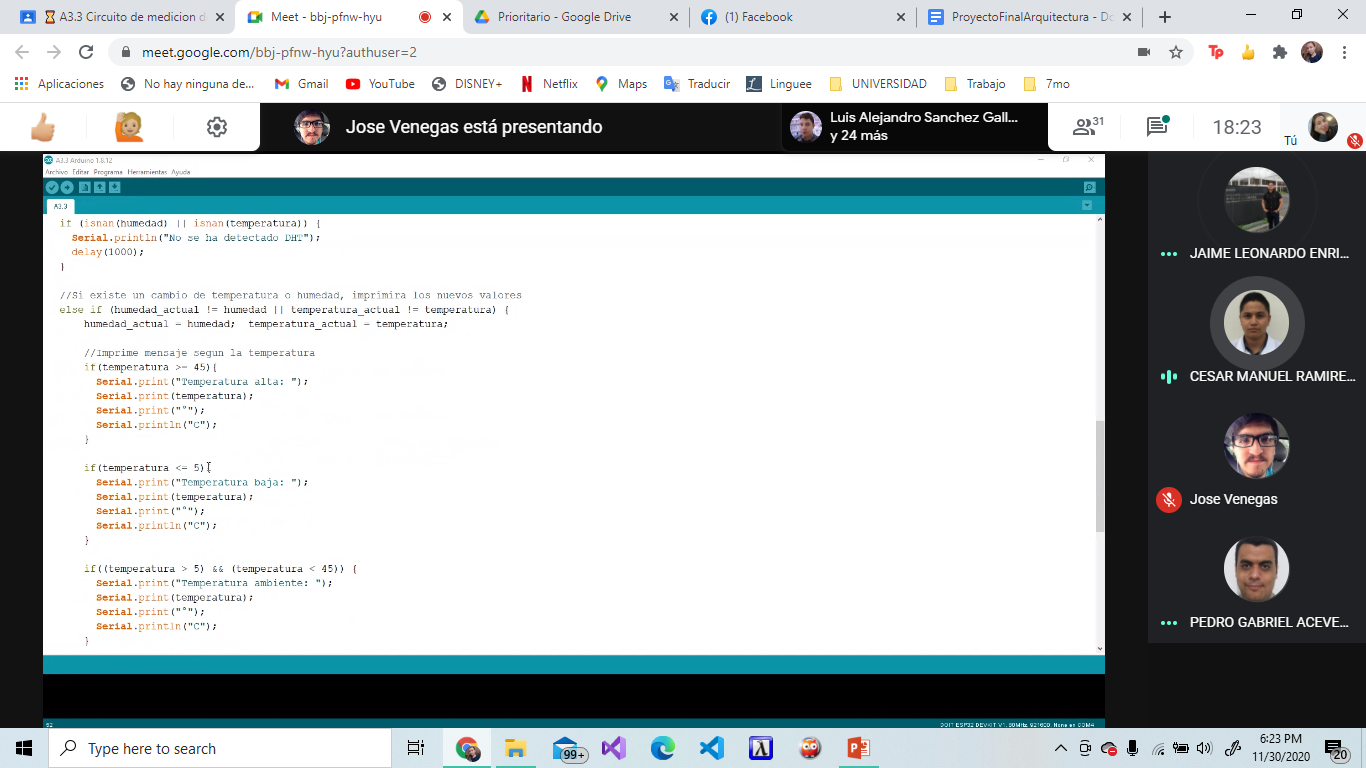 A3.3 Circuito de medicion d
Meet - bbj-pfnw-hyu
Prioritario - Google Drive
(1) Facebook
ProyectoFinalArquitectura - Do
meet.google.com/bbj-pfnw-hyu?authuser=2
Aplicaciones
No hay ninguna de...
Gmail
YouTube
DISNEY+
Netflix
Maps
Traducir
Linguee
UNIVERSIDAD
Trabajo
7mo
Jose Venegas está presentando
Luis Alejandro Sanchez Gall...
y 24 más
31
18:23
Tú
A3.3 Arduino 1.8.12
Archivo Editar Programa Herramientas Ayuda
A3.3
if (isnan(humedad) || isnan(temperatura)) {
Serial.println("No se ha detectado DHT");
delay(1000);
}
//Si existe un cambio de temperatura o humedad, imprimira los nuevos valores
else if (humedad_actual != humedad || temperatura_actual != temperatura) {
humedad_actual = humedad; temperatura_actual = temperatura;
//Imprime mensaje segun la temperatura
if(temperatura >= 45){
Serial.print("Temperatura alta: ");
Serial.print(temperatura);
Serial.print("°");
Serial.println("C");
}
if(temperatura <= 5){
Serial.print("Temperatura baja: ");
Serial.print(temperatura);
Serial.print("°");
Serial.println("C");
}
if((temperatura > 5) && (temperatura < 45)) {
Serial.print("Temperatura ambiente: ");
Serial.print(temperatura);
Serial.print("°");
Serial.println("C");
}
JAIME LEONARDO ENRI...
CESAR MANUEL RAMIRE...
Jose Venegas
PEDRO GABRIEL ACEVE...
Type here to search
99+
6:23 PM
11/30/2020
20